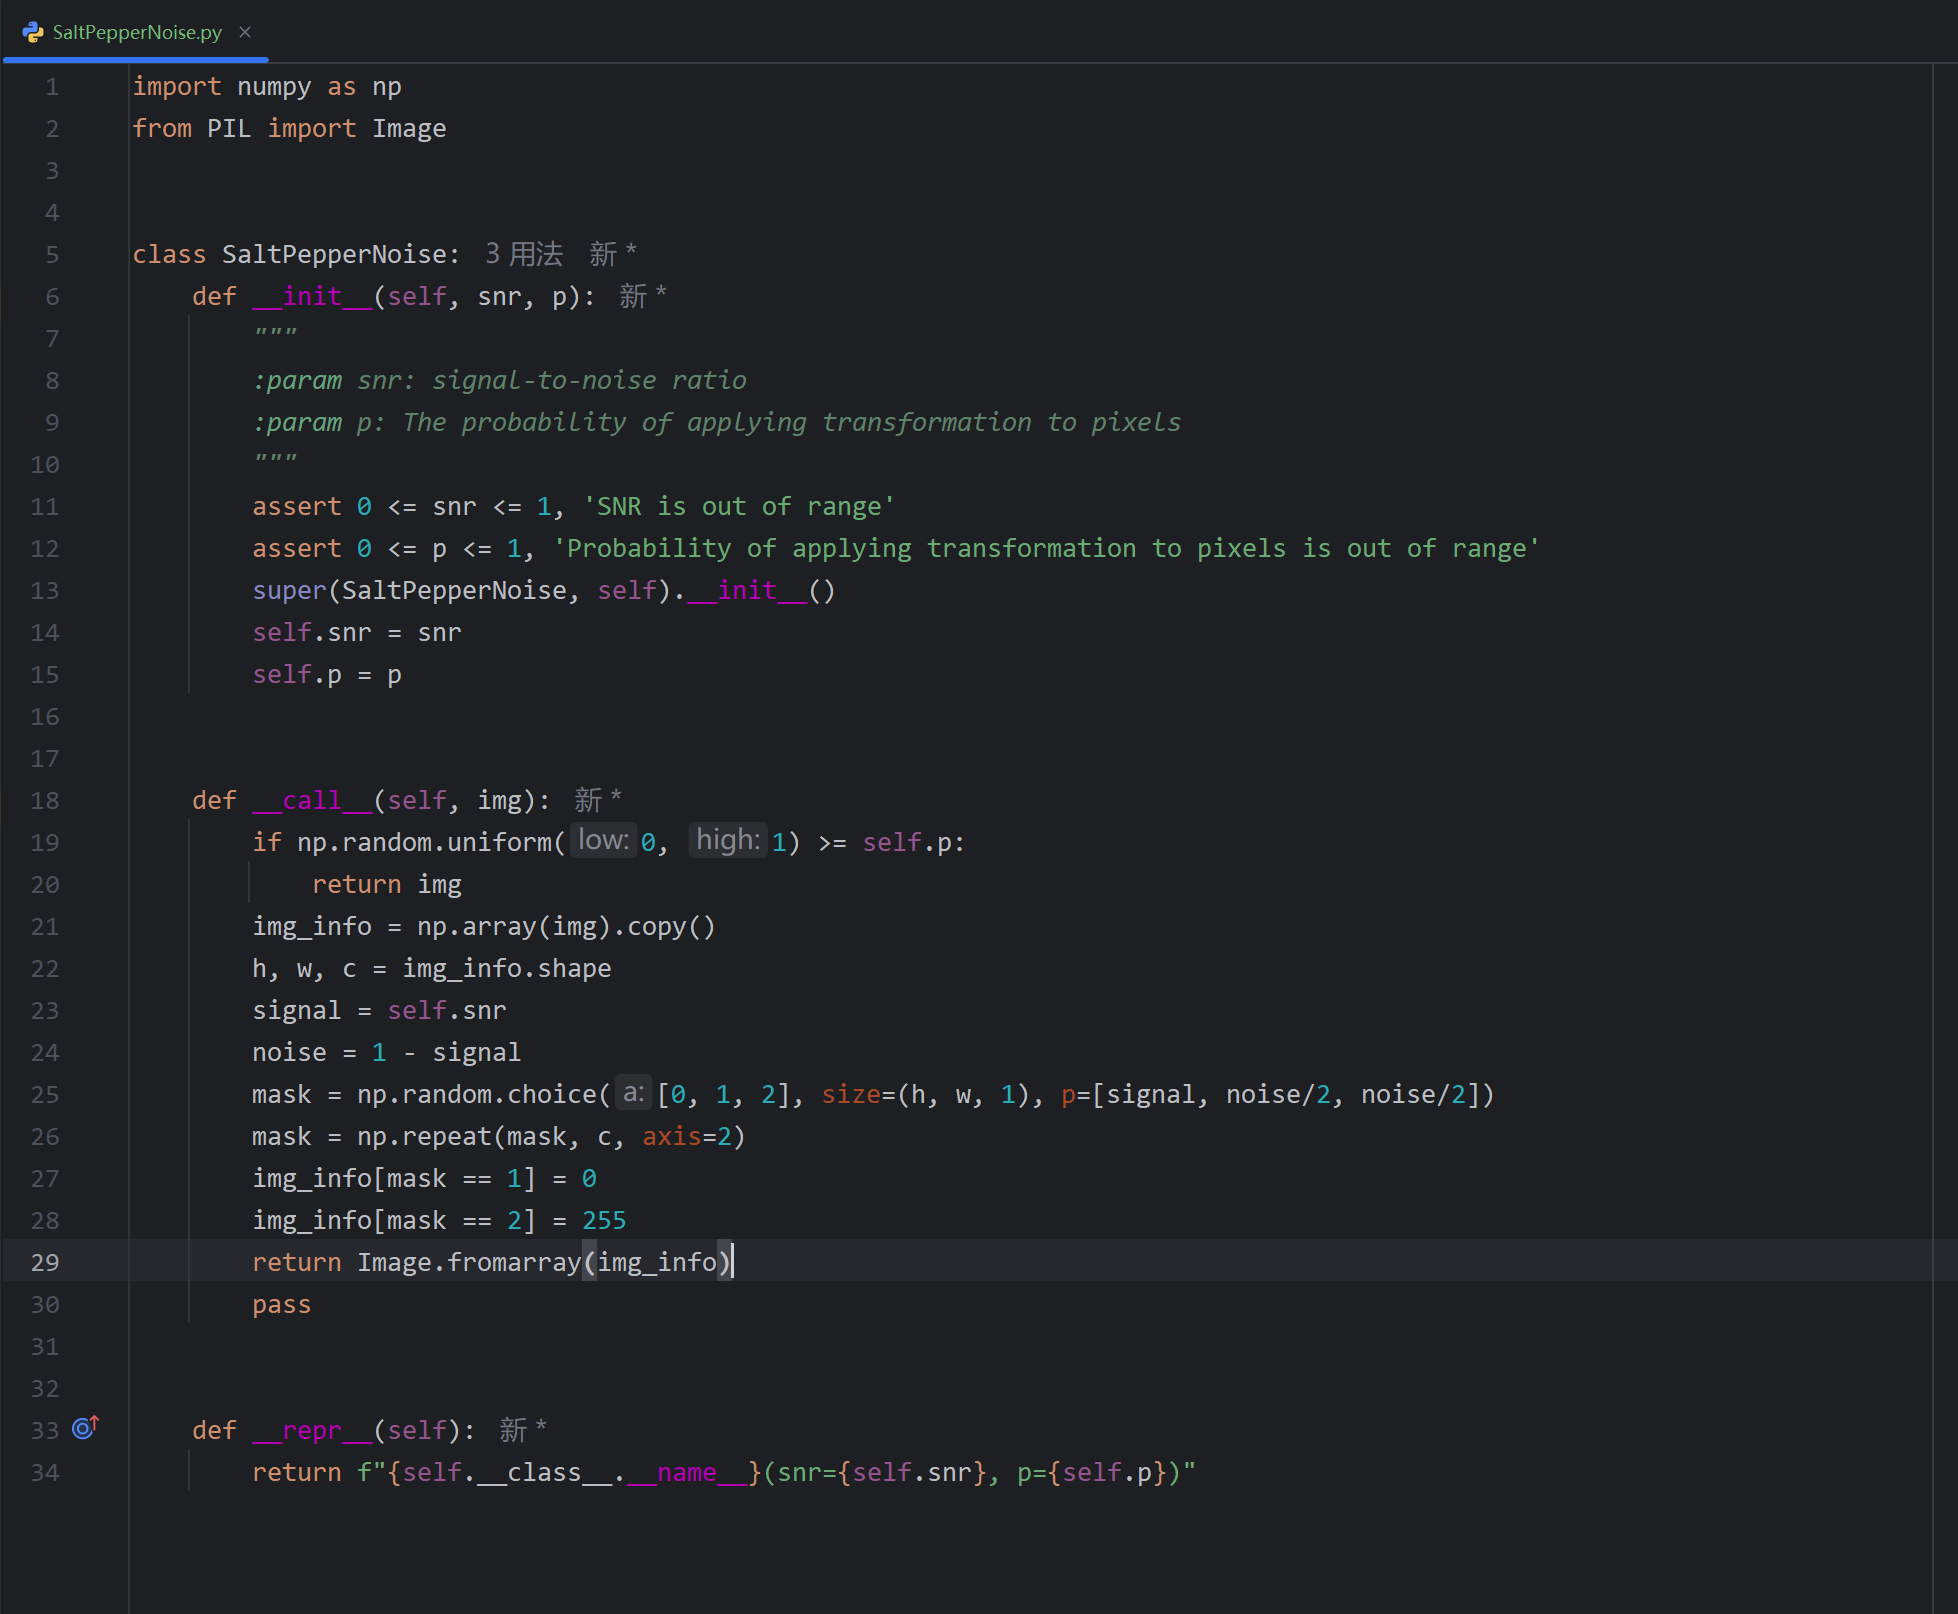 SaltPepperNoise.py ×
1 import numpy as np
2 from PIL import Image
3
4
5 class SaltPepperNoise: 3 用法 新 *
6     def __init__(self, snr, p): 新 *
7         """
8         :param snr: signal-to-noise ratio
9         :param p: The probability of applying transformation to pixels
10         """
11         assert 0 <= snr <= 1, 'SNR is out of range'
12         assert 0 <= p <= 1, 'Probability of applying transformation to pixels is out of range'
13         super(SaltPepperNoise, self).__init__()
14         self.snr = snr
15         self.p = p
16
17
18     def __call__(self, img): 新 *
19         if np.random.uniform(low: 0, high: 1) >= self.p:
20             return img
21         img_info = np.array(img).copy()
22         h, w, c = img_info.shape
23         signal = self.snr
24         noise = 1 - signal
25         mask = np.random.choice(a: [0, 1, 2], size=(h, w, 1), p=[signal, noise/2, noise/2])
26         mask = np.repeat(mask, c, axis=2)
27         img_info[mask == 1] = 0
28         img_info[mask == 2] = 255
29         return Image.fromarray(img_info)
30         pass
31
32
33     def __repr__(self): 新 *
34         return f"{self.__class__.__name__}(snr={self.snr}, p={self.p})"